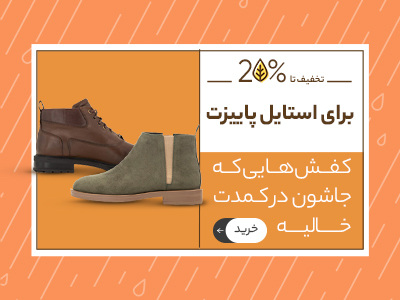 تخفیف تا 20%
برای استایل پاییزت
کفش‌هایی که
جاشون در کمدت
خالیه
خرید